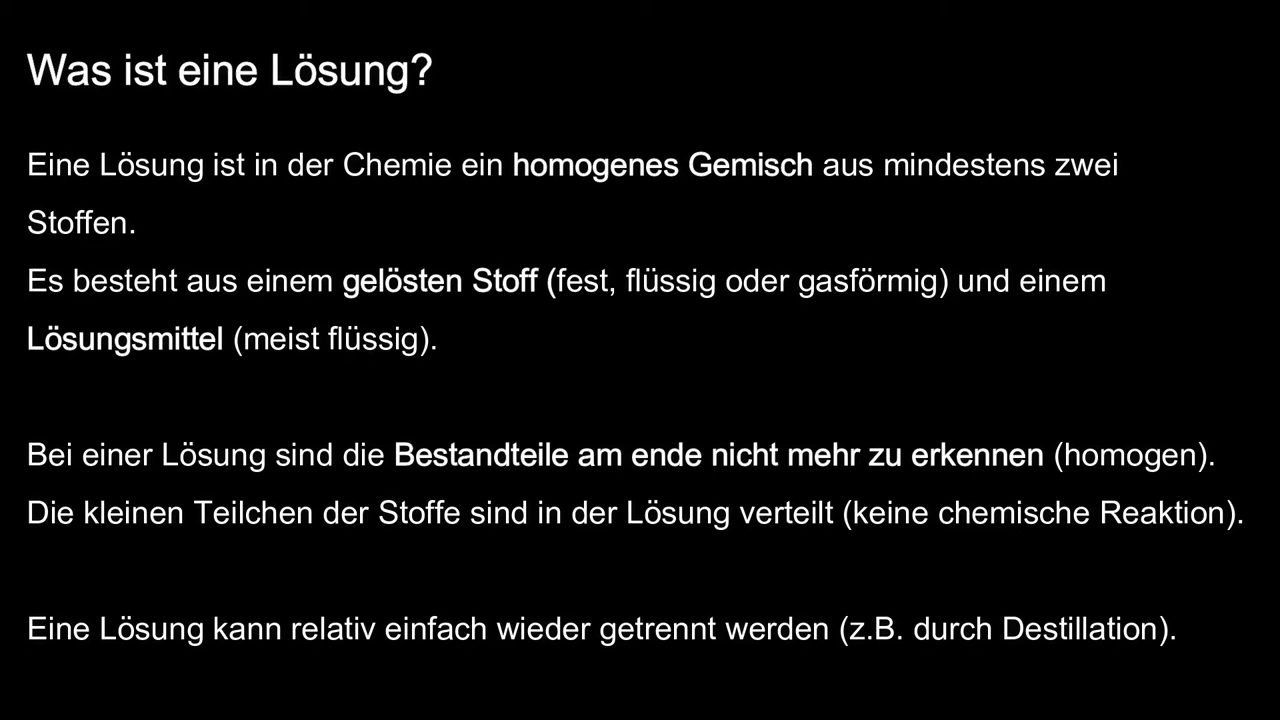 Was ist eine Lösung?
Eine Lösung ist in der Chemie ein homogenes Gemisch aus mindestens zwei
Stoffen.
Es besteht aus einem gelösten Stoff (fest, flüssig oder gasförmig) und einem
Lösungsmittel (meist flüssig).
Bei einer Lösung sind die Bestandteile am ende nicht mehr zu erkennen (homogen).
Die kleinen Teilchen der Stoffe sind in der Lösung verteilt (keine chemische Reaktion).
Eine Lösung kann relativ einfach wieder getrennt werden (z.B. durch Destillation).